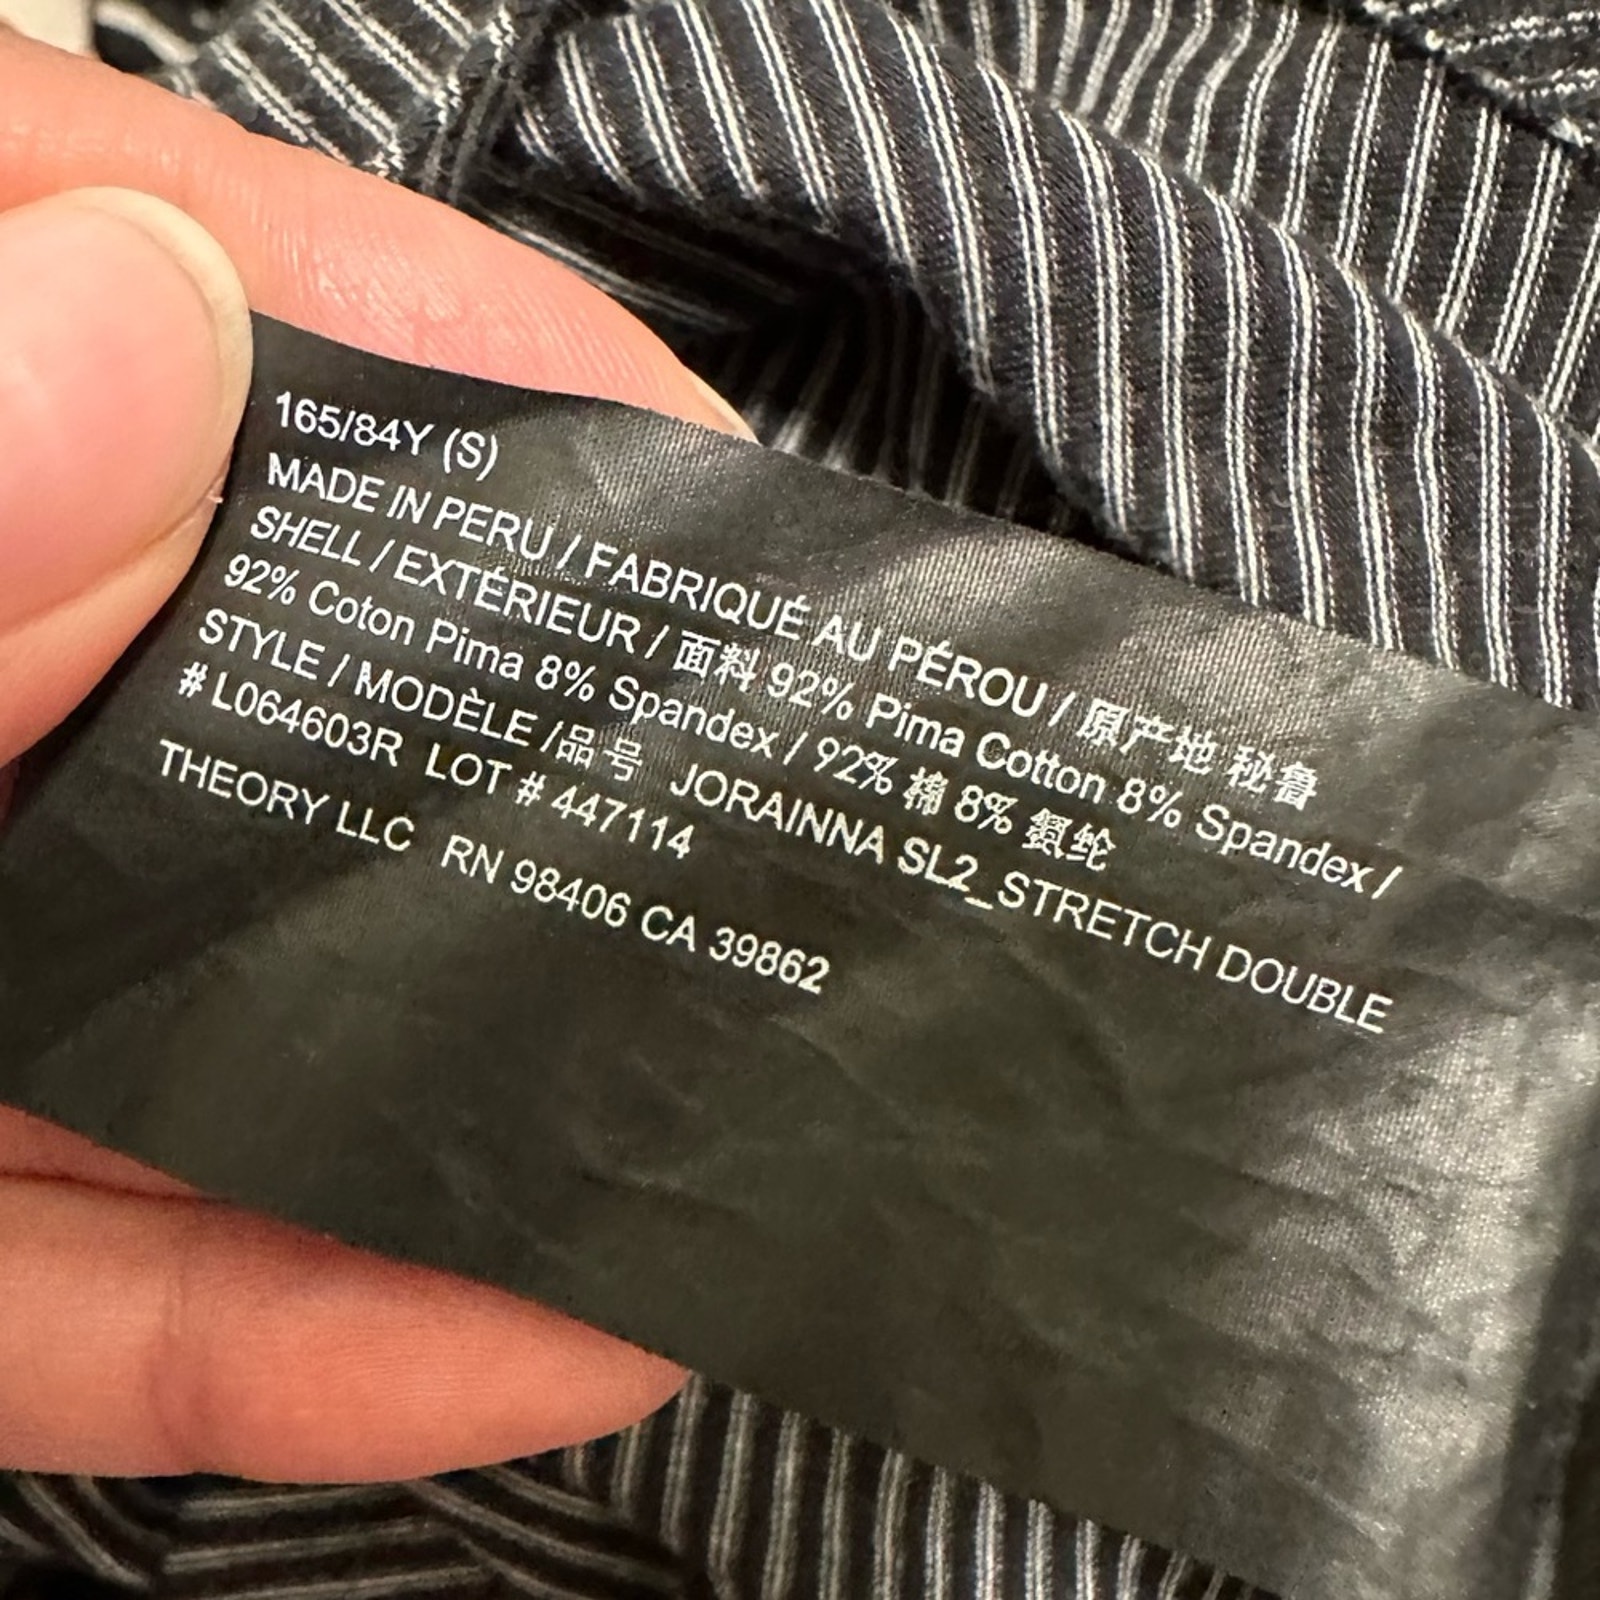 165/84Y (S)
MADE IN PERU / FABRIQUÉ AU PÉROU / 原产地 秘鲁
SHELL / EXTÉRIEUR / 面料 92% Pima Cotton 8% Spandex /
92% Coton Pima 8% Spandex / 92% 棉 8% 氨纶
STYLE / MODÈLE /品号 JORAINNA SL2_STRETCH DOUBLE
# L064603R LOT # 447114
THEORY LLC RN 98406 CA 39862